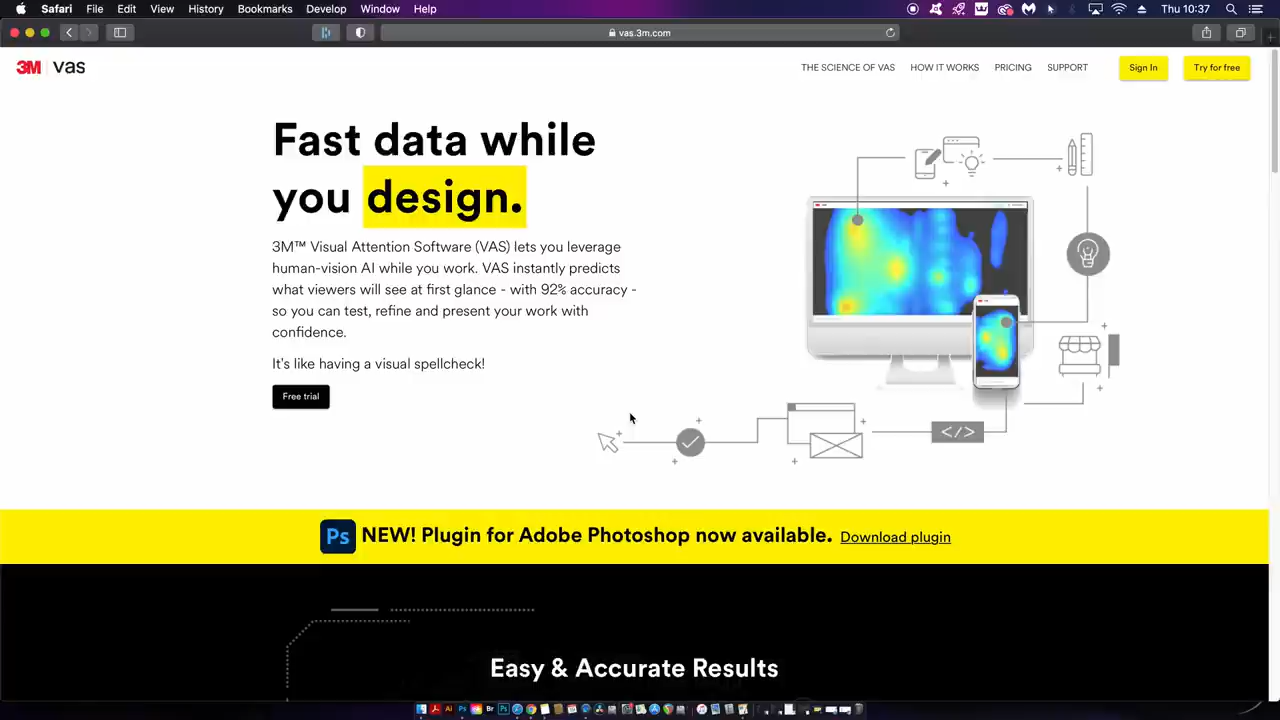 Safari File Edit View History Bookmarks Develop Window Help Thu 10:37
vas.3m.com
3M vas THE SCIENCE OF VAS HOW IT WORKS PRICING SUPPORT Sign In Try for free
Fast data while
you design.
3M™ Visual Attention Software (VAS) lets you leverage
human-vision AI while you work. VAS instantly predicts
what viewers will see at first glance - with 92% accuracy -
so you can test, refine and present your work with
confidence.
It's like having a visual spellcheck!
Free trial
</>
Ps NEW! Plugin for Adobe Photoshop now available. Download plugin
Easy & Accurate Results
Ai Ps Br Ps